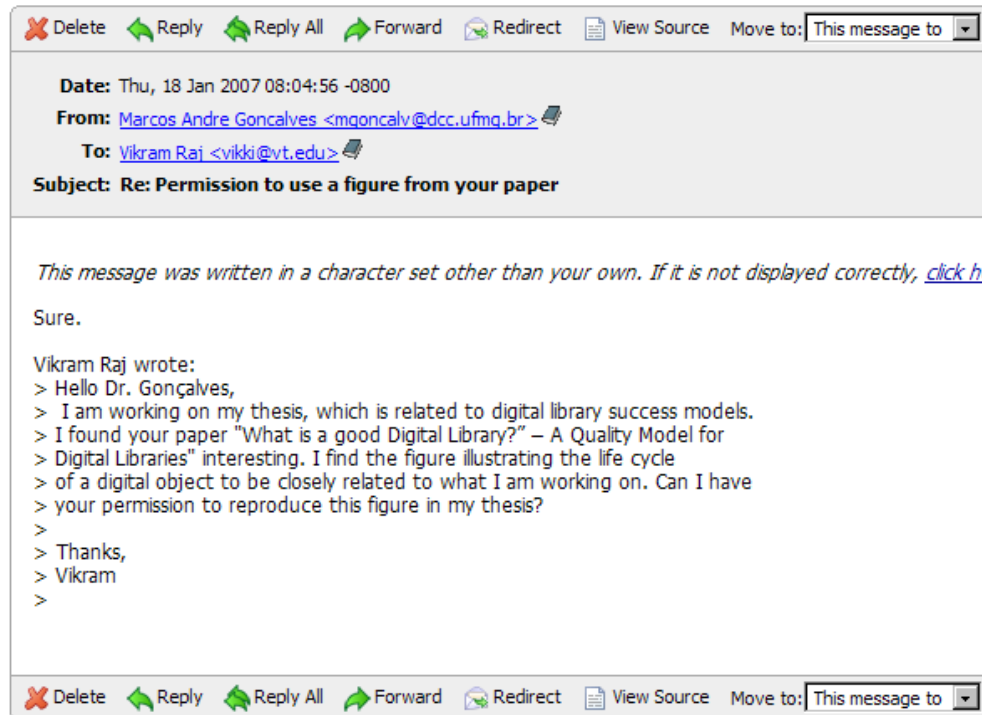 Delete Reply Reply All Forward Redirect View Source Move to: This message to
Date: Thu, 18 Jan 2007 08:04:56 -0800
From: Marcos Andre Goncalves <mgoncalv@dcc.ufmg.br>
To: Vikram Raj <vikki@vt.edu>
Subject: Re: Permission to use a figure from your paper
This message was written in a character set other than your own. If it is not displayed correctly, click h
Sure.
Vikram Raj wrote:
> Hello Dr. Gonçalves,
>  I am working on my thesis, which is related to digital library success models.
> I found your paper "What is a good Digital Library?” – A Quality Model for
> Digital Libraries" interesting. I find the figure illustrating the life cycle
> of a digital object to be closely related to what I am working on. Can I have
> your permission to reproduce this figure in my thesis?
>
> Thanks,
> Vikram
>
Delete Reply Reply All Forward Redirect View Source Move to: This message to